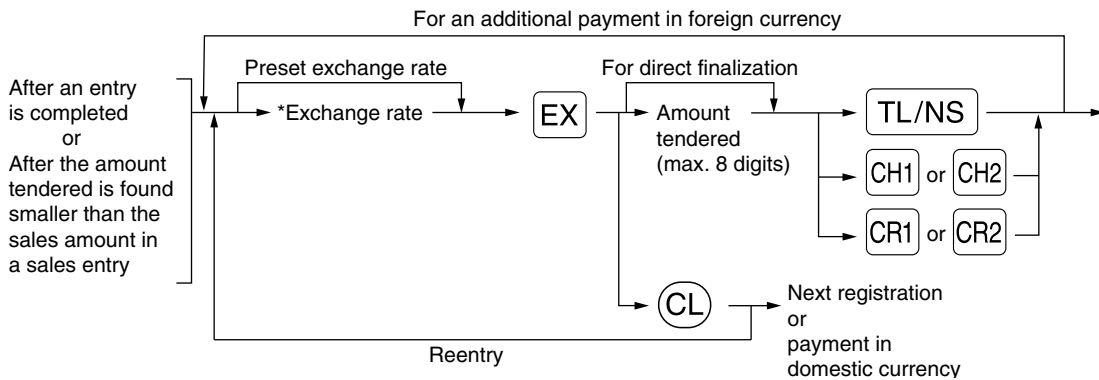 For an additional payment in foreign currency
Preset exchange rate
For direct finalization
After an entry
is completed
or
After the amount
tendered is found
smaller than the
sales amount in
a sales entry
*Exchange rate
EX
Amount
tendered
(max. 8 digits)
TL/NS
CH1 or CH2
CR1 or CR2
CL
Next registration
or
payment in
domestic currency
Reentry